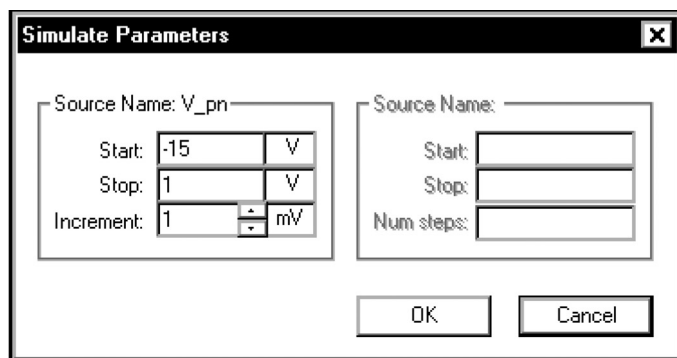 Simulate Parameters
Source Name: V_pn
Start: -15 V
Stop: 1 V
Increment: 1 mV
Source Name:
Start:
Stop:
Num steps:
OK Cancel